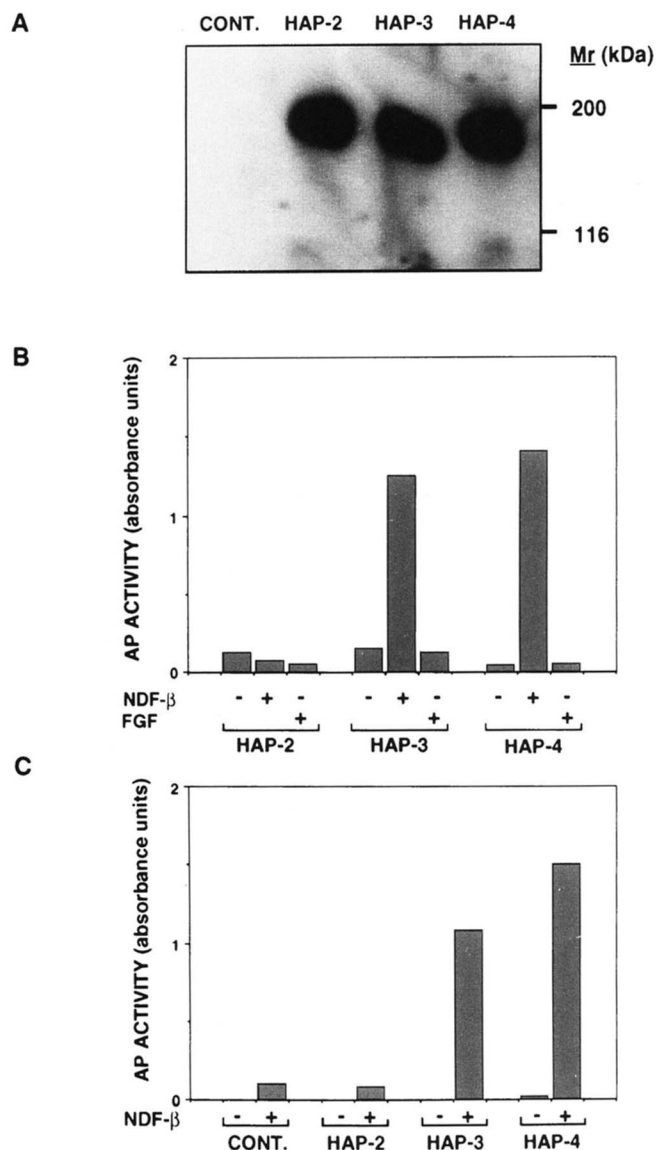 A
CONT. HAP-2 HAP-3 HAP-4
Mr (kDa)
200
116
B
AP ACTIVITY (absorbance units)
2
1
0
NDF-β - + - - + - - + -
FGF + + +
HAP-2 HAP-3 HAP-4
C
AP ACTIVITY (absorbance units)
2
1
0
NDF-β - + - + - + - +
CONT. HAP-2 HAP-3 HAP-4